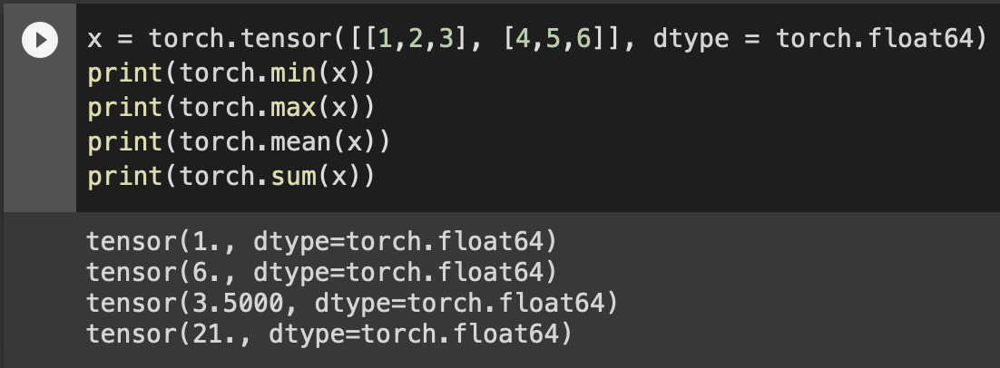 x = torch.tensor([[1,2,3], [4,5,6]], dtype = torch.float64)
print(torch.min(x))
print(torch.max(x))
print(torch.mean(x))
print(torch.sum(x))
tensor(1., dtype=torch.float64)
tensor(6., dtype=torch.float64)
tensor(3.5000, dtype=torch.float64)
tensor(21., dtype=torch.float64)